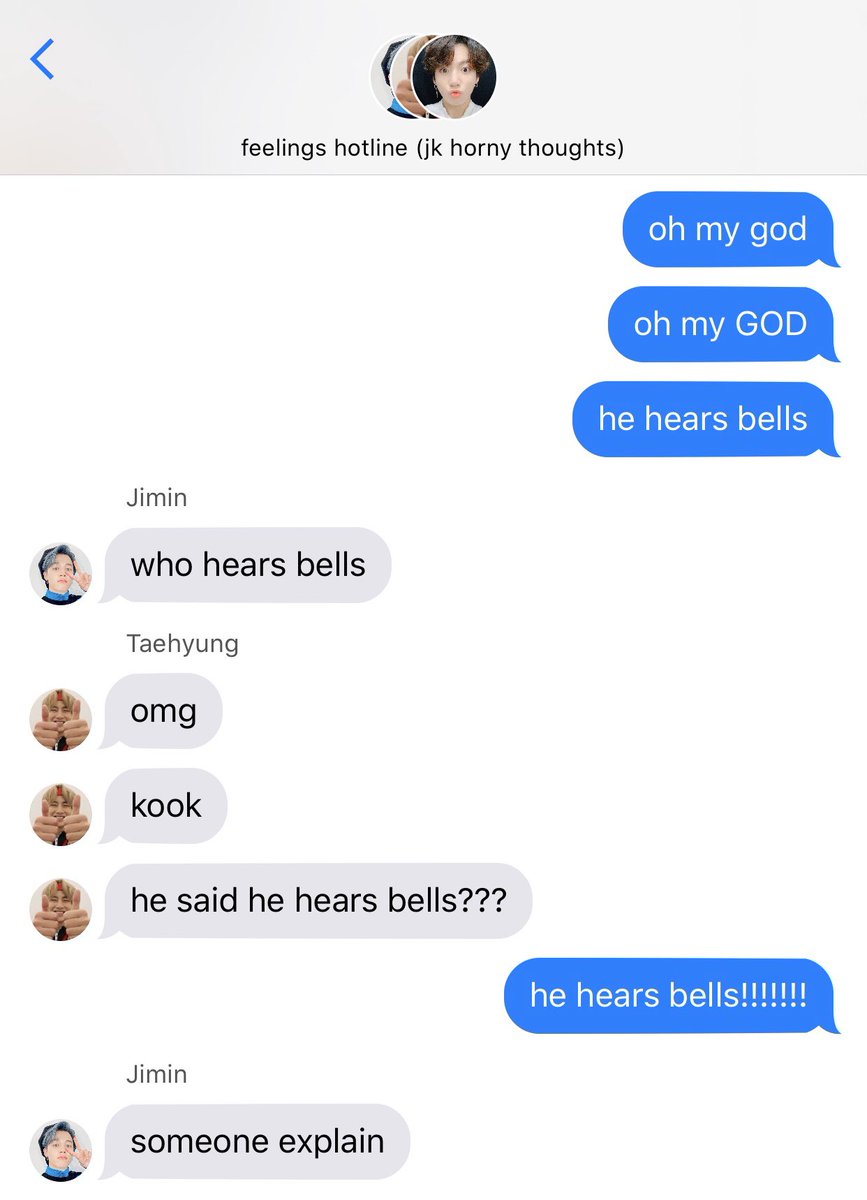 feelings hotline (jk horny thoughts)
oh my god
oh my GOD
he hears bells
Jimin
who hears bells
Taehyung
omg
kook
he said he hears bells???
he hears bells!!!!!!!
Jimin
someone explain